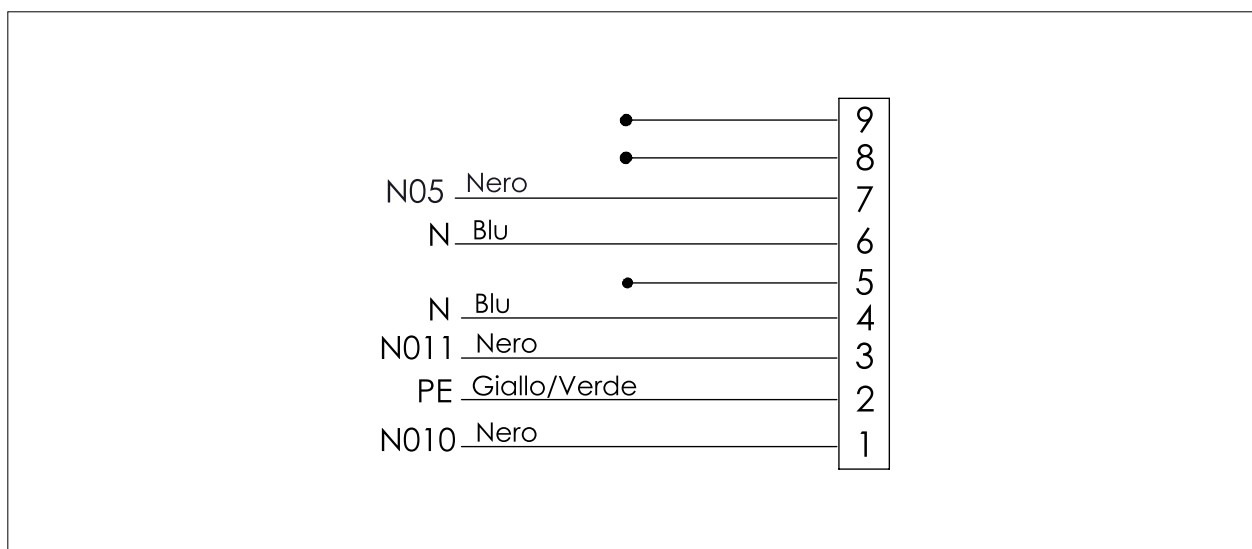 9
8
N05 Nero 7
N Blu 6
5
N Blu 4
N011 Nero 3
PE Giallo/Verde 2
N010 Nero 1